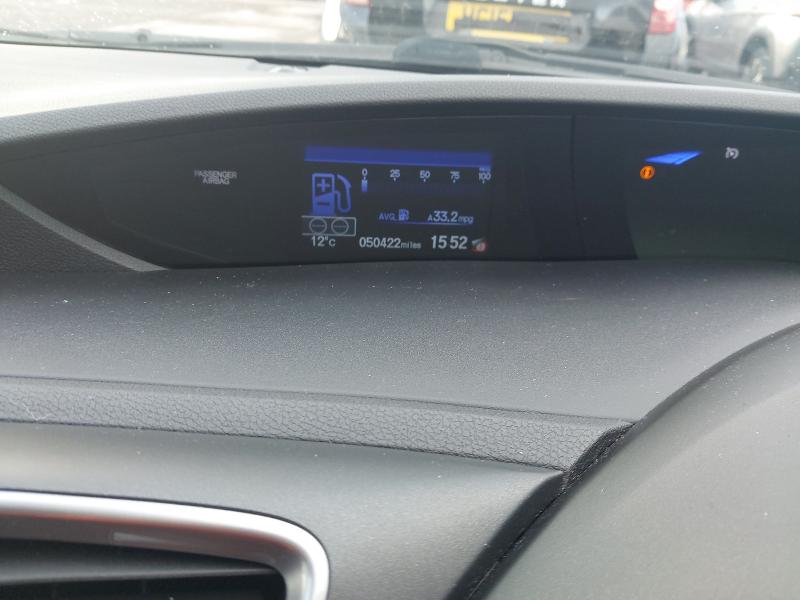 PASSENGER
AIRBAG
0 25 50 75 100
AVG. A33.2mpg
12°C 050422miles 15 52